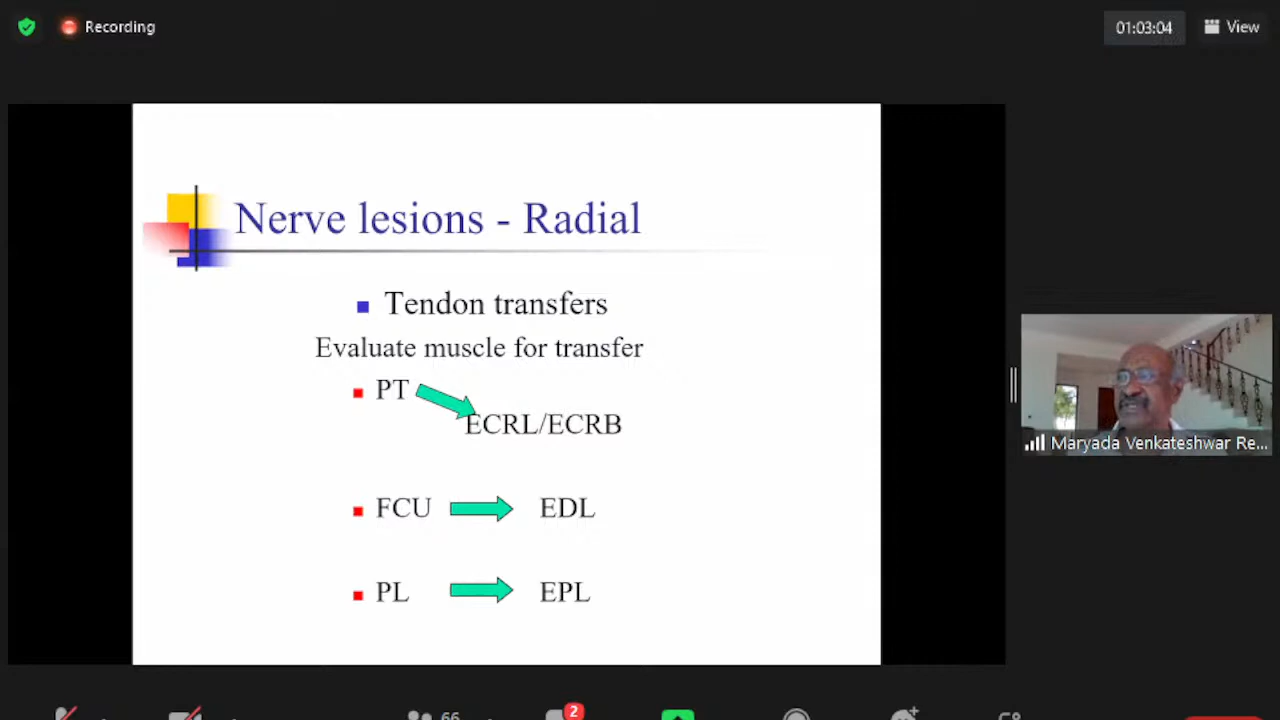 Recording
01:03:04
View
Nerve lesions - Radial
Tendon transfers
Evaluate muscle for transfer
PT
ECRL/ECRB
FCU
EDL
PL
EPL
Maryada Venkateshwar Re...
66
2